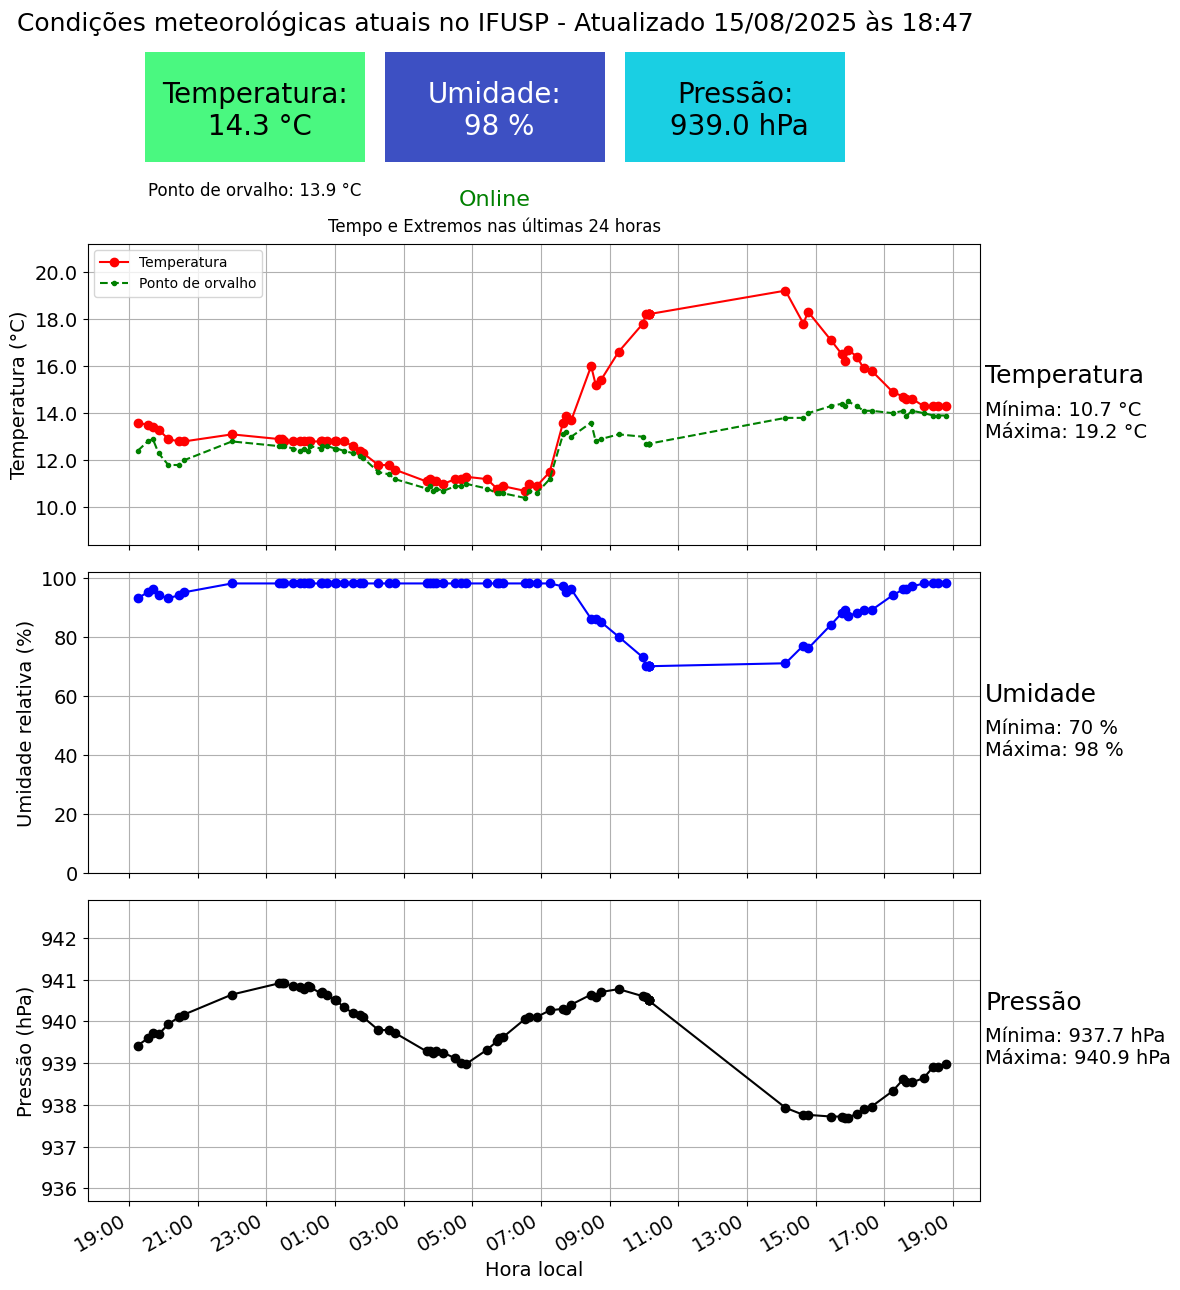 Condições meteorológicas atuais no IFUSP - Atualizado 15/08/2025 às 18:47
Temperatura:
14.3 °C
Umidade:
98 %
Pressão:
939.0 hPa
Ponto de orvalho: 13.9 °C
Online
Tempo e Extremos nas últimas 24 horas
Temperatura
Ponto de orvalho
Temperatura (°C)
20.0
18.0
16.0
14.0
12.0
10.0
Temperatura
Mínima: 10.7 °C
Máxima: 19.2 °C
Umidade relativa (%)
100
80
60
40
20
0
Umidade
Mínima: 70 %
Máxima: 98 %
Pressão (hPa)
942
941
940
939
938
937
936
Pressão
Mínima: 937.7 hPa
Máxima: 940.9 hPa
19:00 21:00 23:00 01:00 03:00 05:00 07:00 09:00 11:00 13:00 15:00 17:00 19:00
Hora local